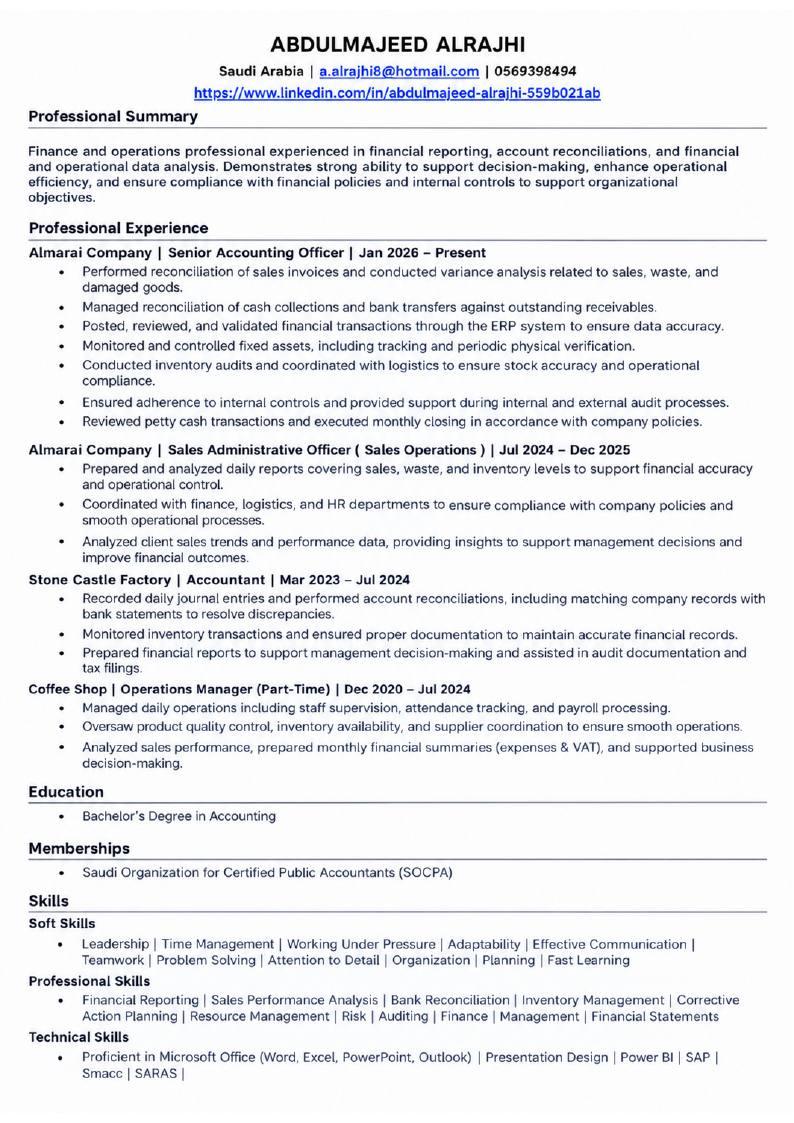 ABDULMAJEED ALRAJHI
Saudi Arabia | a.alrajhi8@hotmail.com | 0569398494
https://www.linkedin.com/in/abdulmajeed-alrajhi-559b021ab
Professional Summary
Finance and operations professional experienced in financial reporting, account reconciliations, and financial
and operational data analysis. Demonstrates strong ability to support decision-making, enhance operational
efficiency, and ensure compliance with financial policies and internal controls to support organizational
objectives.
Professional Experience
Almarai Company | Senior Accounting Officer | Jan 2026 – Present
• Performed reconciliation of sales invoices and conducted variance analysis related to sales, waste, and
damaged goods.
• Managed reconciliation of cash collections and bank transfers against outstanding receivables.
• Posted, reviewed, and validated financial transactions through the ERP system to ensure data accuracy.
• Monitored and controlled fixed assets, including tracking and periodic physical verification.
• Conducted inventory audits and coordinated with logistics to ensure stock accuracy and operational
compliance.
• Ensured adherence to internal controls and provided support during internal and external audit processes.
• Reviewed petty cash transactions and executed monthly closing in accordance with company policies.
Almarai Company | Sales Administrative Officer ( Sales Operations ) | Jul 2024 – Dec 2025
• Prepared and analyzed daily reports covering sales, waste, and inventory levels to support financial accuracy
and operational control.
• Coordinated with finance, logistics, and HR departments to ensure compliance with company policies and
smooth operational processes.
• Analyzed client sales trends and performance data, providing insights to support management decisions and
improve financial outcomes.
Stone Castle Factory | Accountant | Mar 2023 – Jul 2024
• Recorded daily journal entries and performed account reconciliations, including matching company records with
bank statements to resolve discrepancies.
• Monitored inventory transactions and ensured proper documentation to maintain accurate financial records.
• Prepared financial reports to support management decision-making and assisted in audit documentation and
tax filings.
Coffee Shop | Operations Manager (Part-Time) | Dec 2020 – Jul 2024
• Managed daily operations including staff supervision, attendance tracking, and payroll processing.
• Oversaw product quality control, inventory availability, and supplier coordination to ensure smooth operations.
• Analyzed sales performance, prepared monthly financial summaries (expenses & VAT), and supported business
decision-making.
Education
• Bachelor's Degree in Accounting
Memberships
• Saudi Organization for Certified Public Accountants (SOCPA)
Skills
Soft Skills
• Leadership | Time Management | Working Under Pressure | Adaptability | Effective Communication |
Teamwork | Problem Solving | Attention to Detail | Organization | Planning | Fast Learning
Professional Skills
• Financial Reporting | Sales Performance Analysis | Bank Reconciliation | Inventory Management | Corrective
Action Planning | Resource Management | Risk | Auditing | Finance | Management | Financial Statements
Technical Skills
• Proficient in Microsoft Office (Word, Excel, PowerPoint, Outlook) | Presentation Design | Power BI | SAP |
Smacc | SARAS |